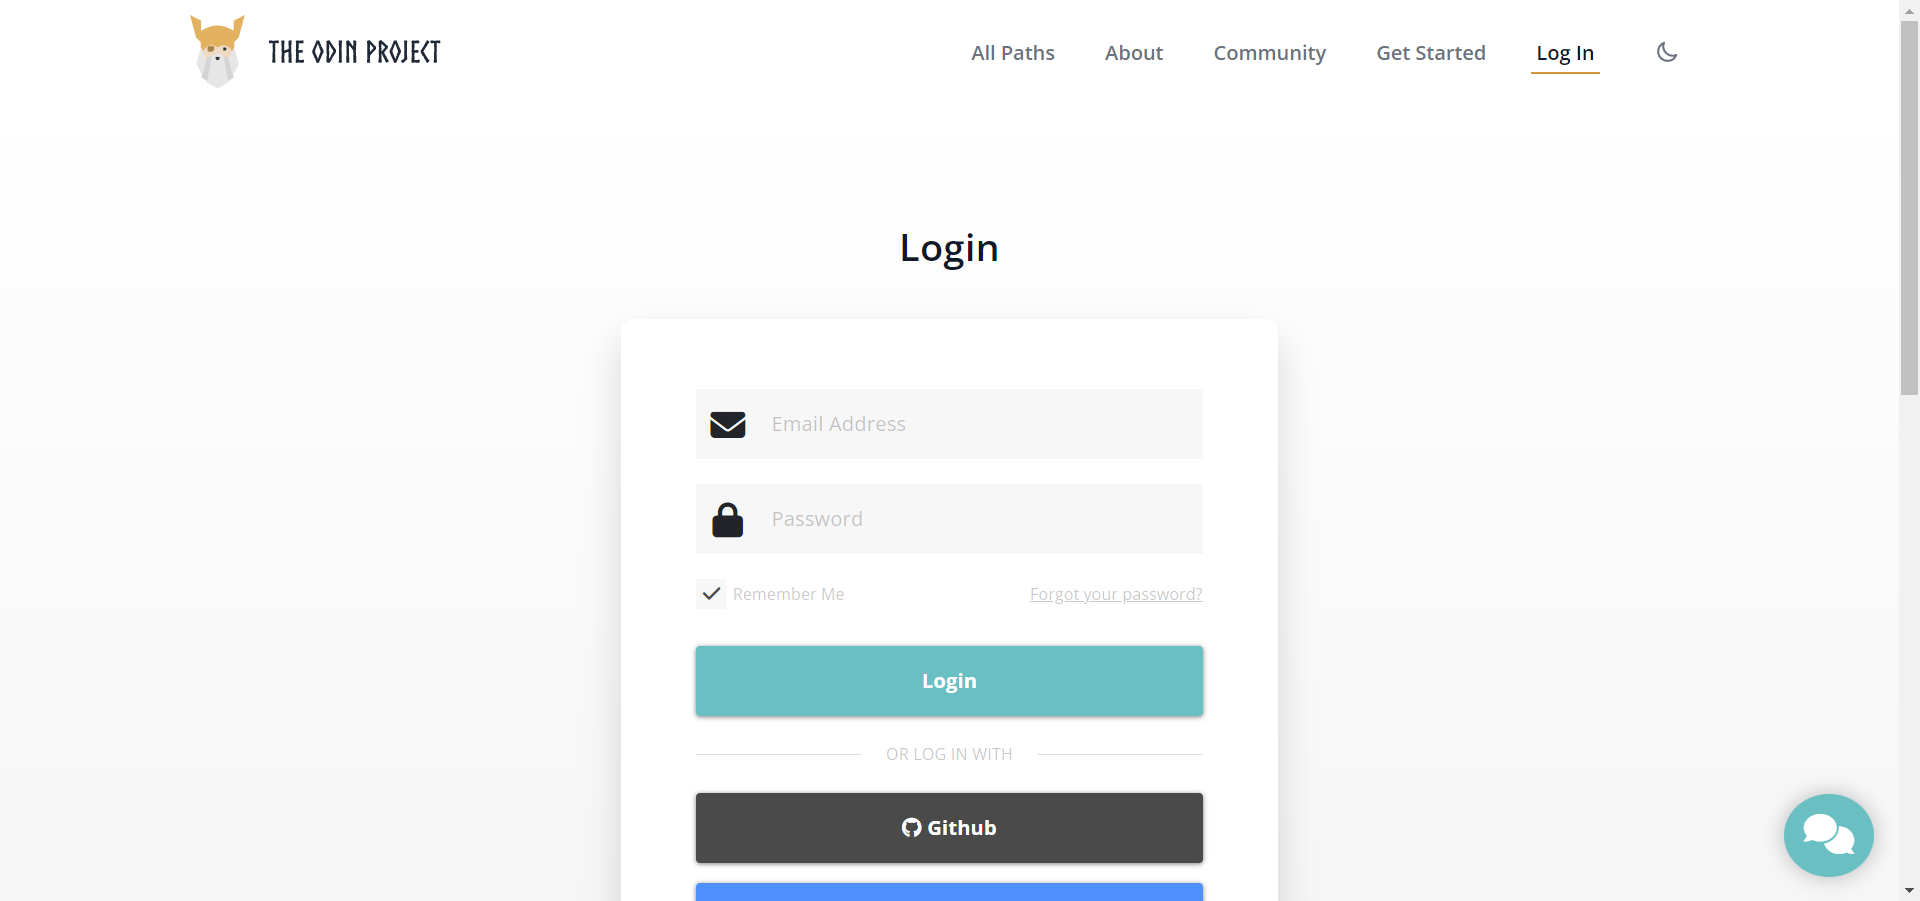 THE ODIN PROJECT
All Paths
About
Community
Get Started
Log In
Login
Email Address
Password
Remember Me
Forgot your password?
Login
OR LOG IN WITH
Github